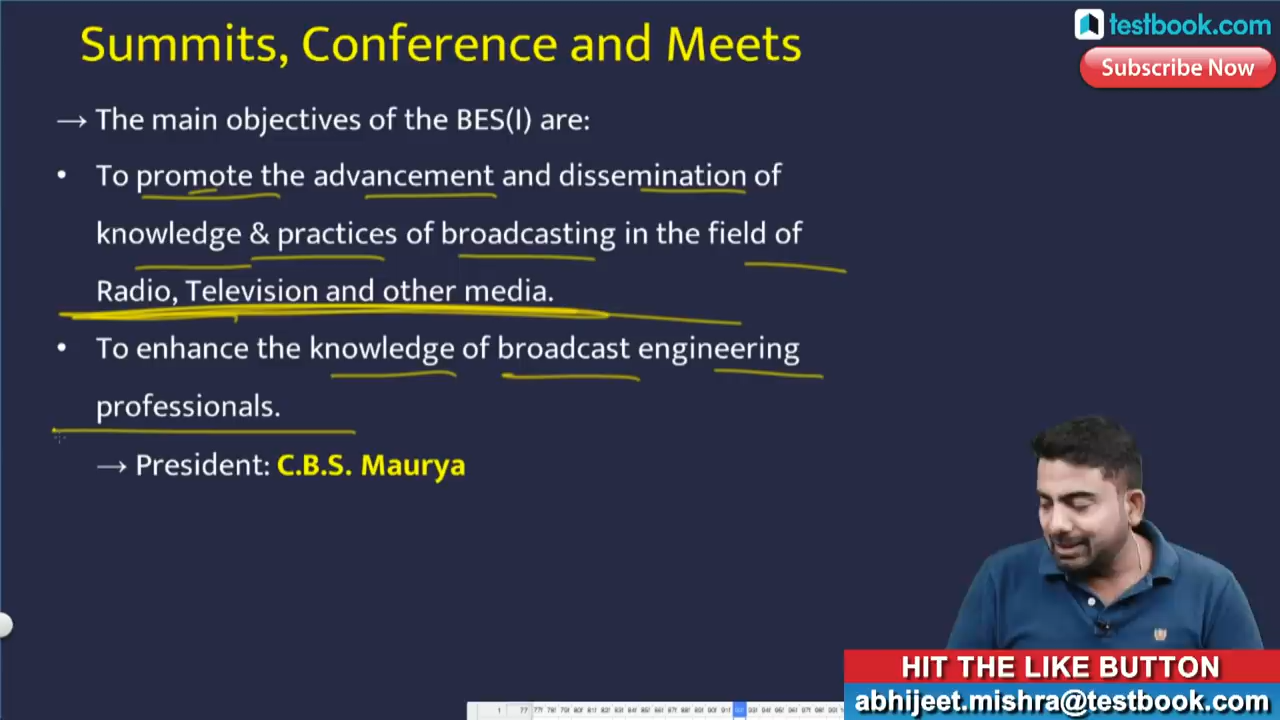 Summits, Conference and Meets
testbook.com
Subscribe Now
→ The main objectives of the BES(I) are:
• To promote the advancement and dissemination of
knowledge & practices of broadcasting in the field of
Radio, Television and other media.
• To enhance the knowledge of broadcast engineering
professionals.
→ President: C.B.S. Maurya
HIT THE LIKE BUTTON
abhijeet.mishra@testbook.com